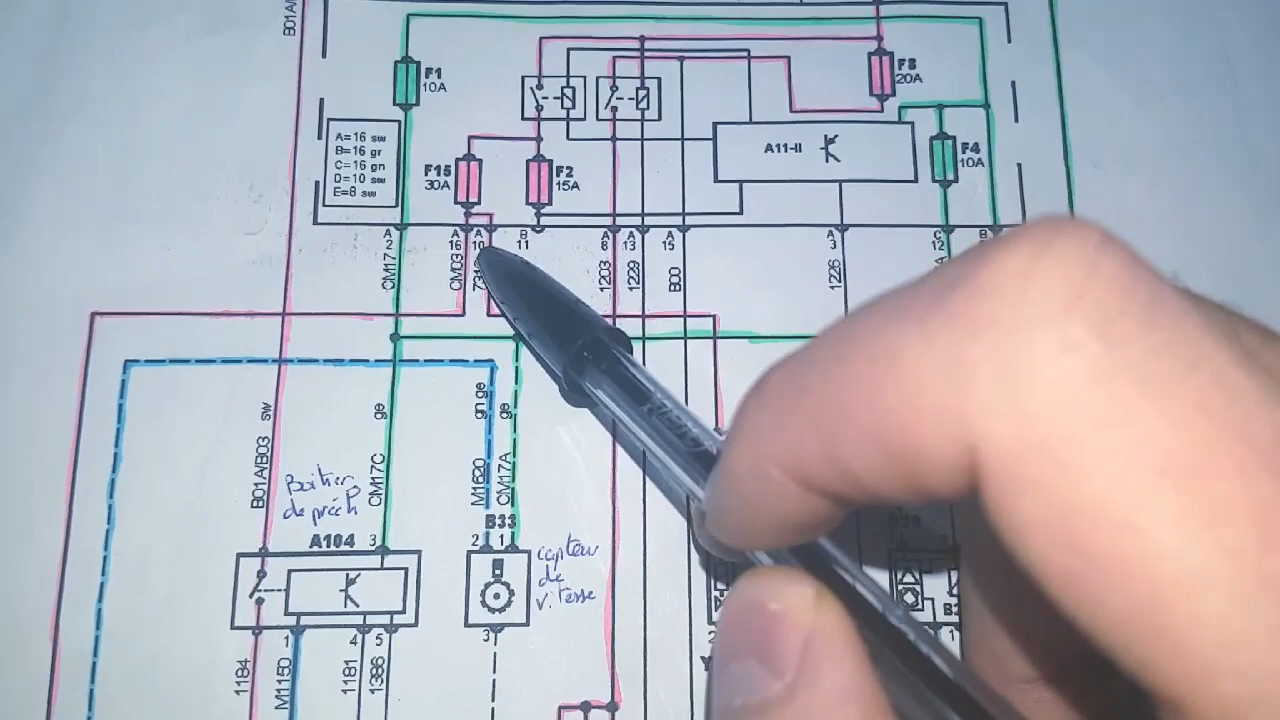 B01A/
F1
10A
F8
20A
A=16 sw
B=16 gr
C=16 gn
D=10 sw
E=8 sw
F15
30A
F2
15A
A11-II
F4
10A
A
2
A
16
A
10
B
11
A
8
A
13
A
15
A
3
C
12
CM17
CM03
1203
1229
B00
1226
B01A/B03 sw
CM17C ge
M1620 gn ge
CM17A ge
Boitier
de préch
A104
3
B33
2
1
capteur
de
v. tesse
1
4
5
3
1184
M1150
1181
1386
2
1